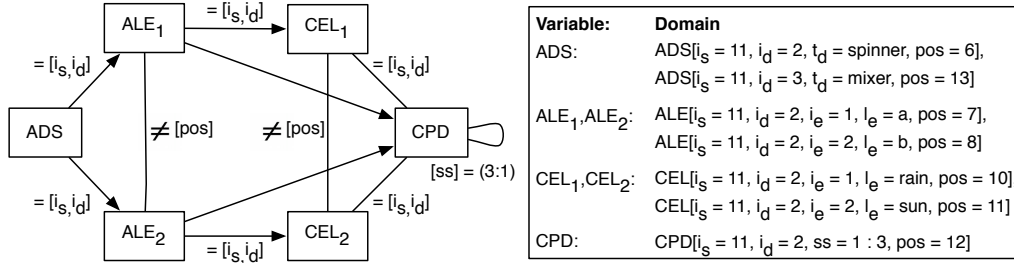 ALE1
= [is,id]
CEL1
= [is,id]
= [is,id]
ADS
≠ [pos]
≠ [pos]
CPD
[ss] = (3:1)
= [is,id]
= [is,id]
ALE2
= [is,id]
CEL2
Variable: Domain
ADS: ADS[is = 11, id = 2, td = spinner, pos = 6],
ADS[is = 11, id = 3, td = mixer, pos = 13]
ALE1,ALE2: ALE[is = 11, id = 2, ie = 1, le = a, pos = 7],
ALE[is = 11, id = 2, ie = 2, le = b, pos = 8]
CEL1,CEL2: CEL[is = 11, id = 2, ie = 1, le = rain, pos = 10]
CEL[is = 11, id = 2, ie = 2, le = sun, pos = 11]
CPD: CPD[is = 11, id = 2, ss = 1 : 3, pos = 12]